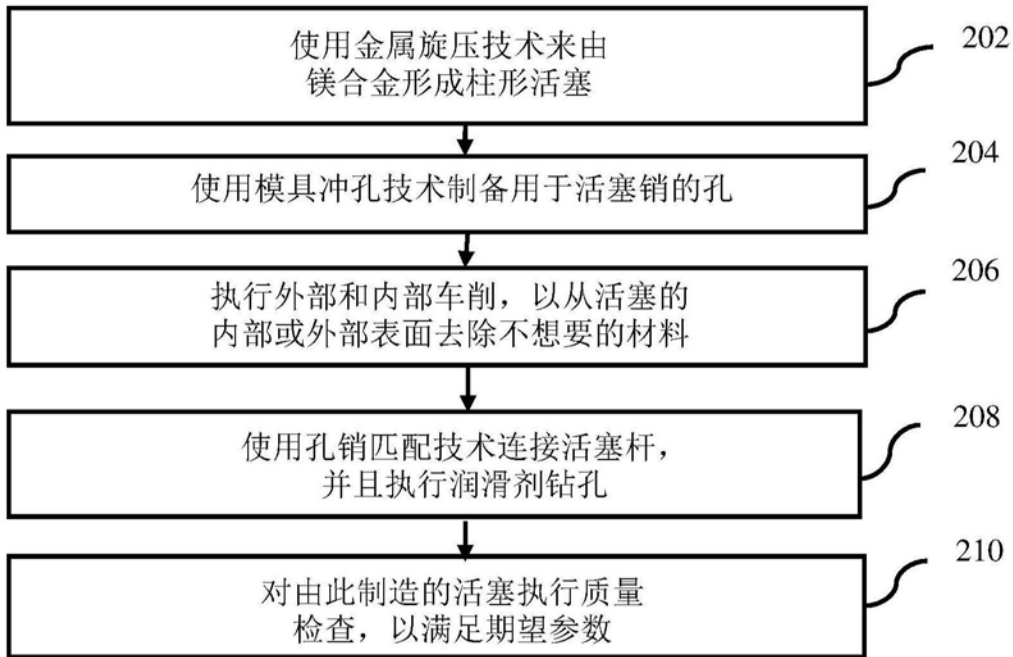 使用金属旋压技术来由
镁合金形成柱形活塞
202
使用模具冲孔技术制备用于活塞销的孔
204
执行外部和内部车削，以从活塞的
内部或外部表面去除不想要的材料
206
使用孔销匹配技术连接活塞杆，
并且执行润滑剂钻孔
208
对由此制造的活塞执行质量
检查，以满足期望参数
210